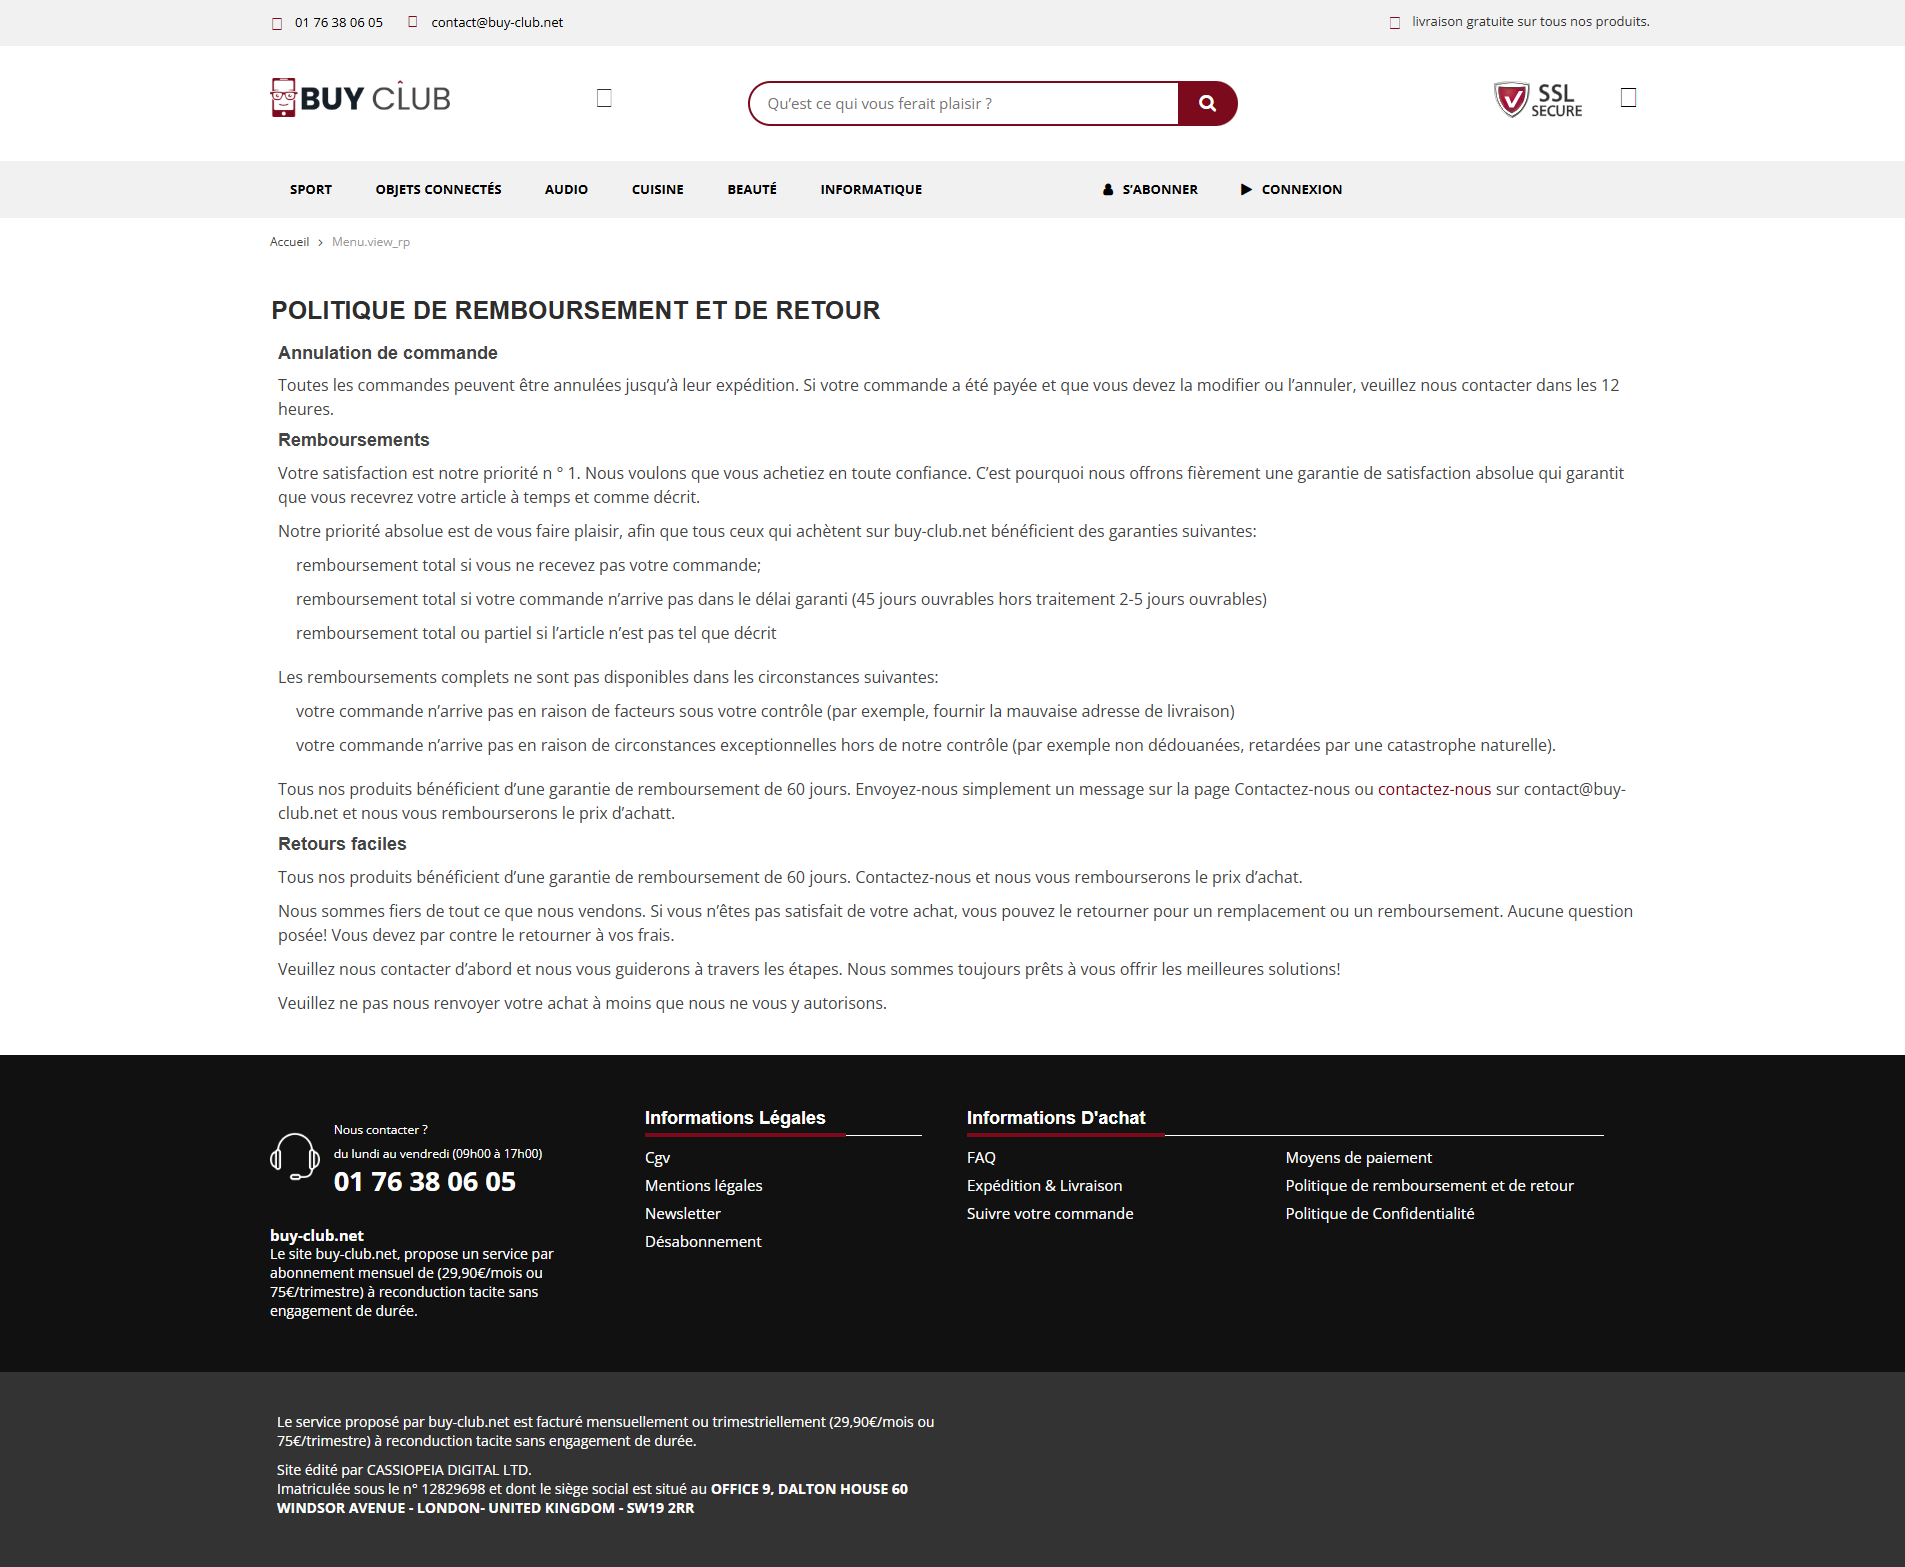 01 76 38 06 05 contact@buy-club.net livraison gratuite sur tous nos produits.
BUY CLUB
Qu'est ce qui vous ferait plaisir ?
SSL
SECURE
SPORT OBJETS CONNECTÉS AUDIO CUISINE BEAUTÉ INFORMATIQUE S'ABONNER CONNEXION
Accueil > Menu.view_rp
POLITIQUE DE REMBOURSEMENT ET DE RETOUR
Annulation de commande
Toutes les commandes peuvent être annulées jusqu'à leur expédition. Si votre commande a été payée et que vous devez la modifier ou l'annuler, veuillez nous contacter dans les 12
heures.
Remboursements
Votre satisfaction est notre priorité n ° 1. Nous voulons que vous achetiez en toute confiance. C'est pourquoi nous offrons fièrement une garantie de satisfaction absolue qui garantit
que vous recevrez votre article à temps et comme décrit.
Notre priorité absolue est de vous faire plaisir, afin que tous ceux qui achètent sur buy-club.net bénéficient des garanties suivantes:
remboursement total si vous ne recevez pas votre commande;
remboursement total si votre commande n'arrive pas dans le délai garanti (45 jours ouvrables hors traitement 2-5 jours ouvrables)
remboursement total ou partiel si l'article n'est pas tel que décrit
Les remboursements complets ne sont pas disponibles dans les circonstances suivantes:
votre commande n'arrive pas en raison de facteurs sous votre contrôle (par exemple, fournir la mauvaise adresse de livraison)
votre commande n'arrive pas en raison de circonstances exceptionnelles hors de notre contrôle (par exemple non dédouanées, retardées par une catastrophe naturelle).
Tous nos produits bénéficient d'une garantie de remboursement de 60 jours. Envoyez-nous simplement un message sur la page Contactez-nous ou contactez-nous sur contact@buy-
club.net et nous vous rembourserons le prix d'achatt.
Retours faciles
Tous nos produits bénéficient d'une garantie de remboursement de 60 jours. Contactez-nous et nous vous rembourserons le prix d'achat.
Nous sommes fiers de tout ce que nous vendons. Si vous n'êtes pas satisfait de votre achat, vous pouvez le retourner pour un remplacement ou un remboursement. Aucune question
posée! Vous devez par contre le retourner à vos frais.
Veuillez nous contacter d'abord et nous vous guiderons à travers les étapes. Nous sommes toujours prêts à vous offrir les meilleures solutions!
Veuillez ne pas nous renvoyer votre achat à moins que nous ne vous y autorisons.
Nous contacter ?
du lundi au vendredi (09h00 à 17h00)
01 76 38 06 05
buy-club.net
Le site buy-club.net, propose un service par
abonnement mensuel de (29,90€/mois ou
75€/trimestre) à reconduction tacite sans
engagement de durée.
Informations Légales
Cgv
Mentions légales
Newsletter
Désabonnement
Informations D'achat
FAQ
Expédition & Livraison
Suivre votre commande
Moyens de paiement
Politique de remboursement et de retour
Politique de Confidentialité
Le service proposé par buy-club.net est facturé mensuellement ou trimestriellement (29,90€/mois ou
75€/trimestre) à reconduction tacite sans engagement de durée.
Site édité par CASSIOPEIA DIGITAL LTD.
Imatriculée sous le n° 12829698 et dont le siège social est situé au OFFICE 9, DALTON HOUSE 60
WINDSOR AVENUE - LONDON- UNITED KINGDOM - SW19 2RR